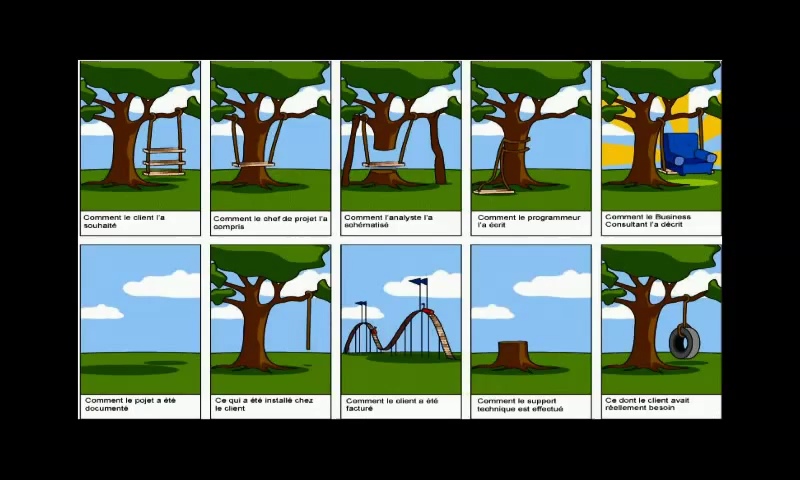 Comment le client l'a
souhaité
Comment le chef de projet l'a
compris
Comment l'analyste l'a
schématisé
Comment le programmeur
l'a écrit
Comment le Business
Consultant l'a décrit
Comment le pojet a été
documenté
Ce qui a été installé chez
le client
Comment le client a été
facturé
Comment le support
technique est effectué
Ce dont le client avait
réellement besoin